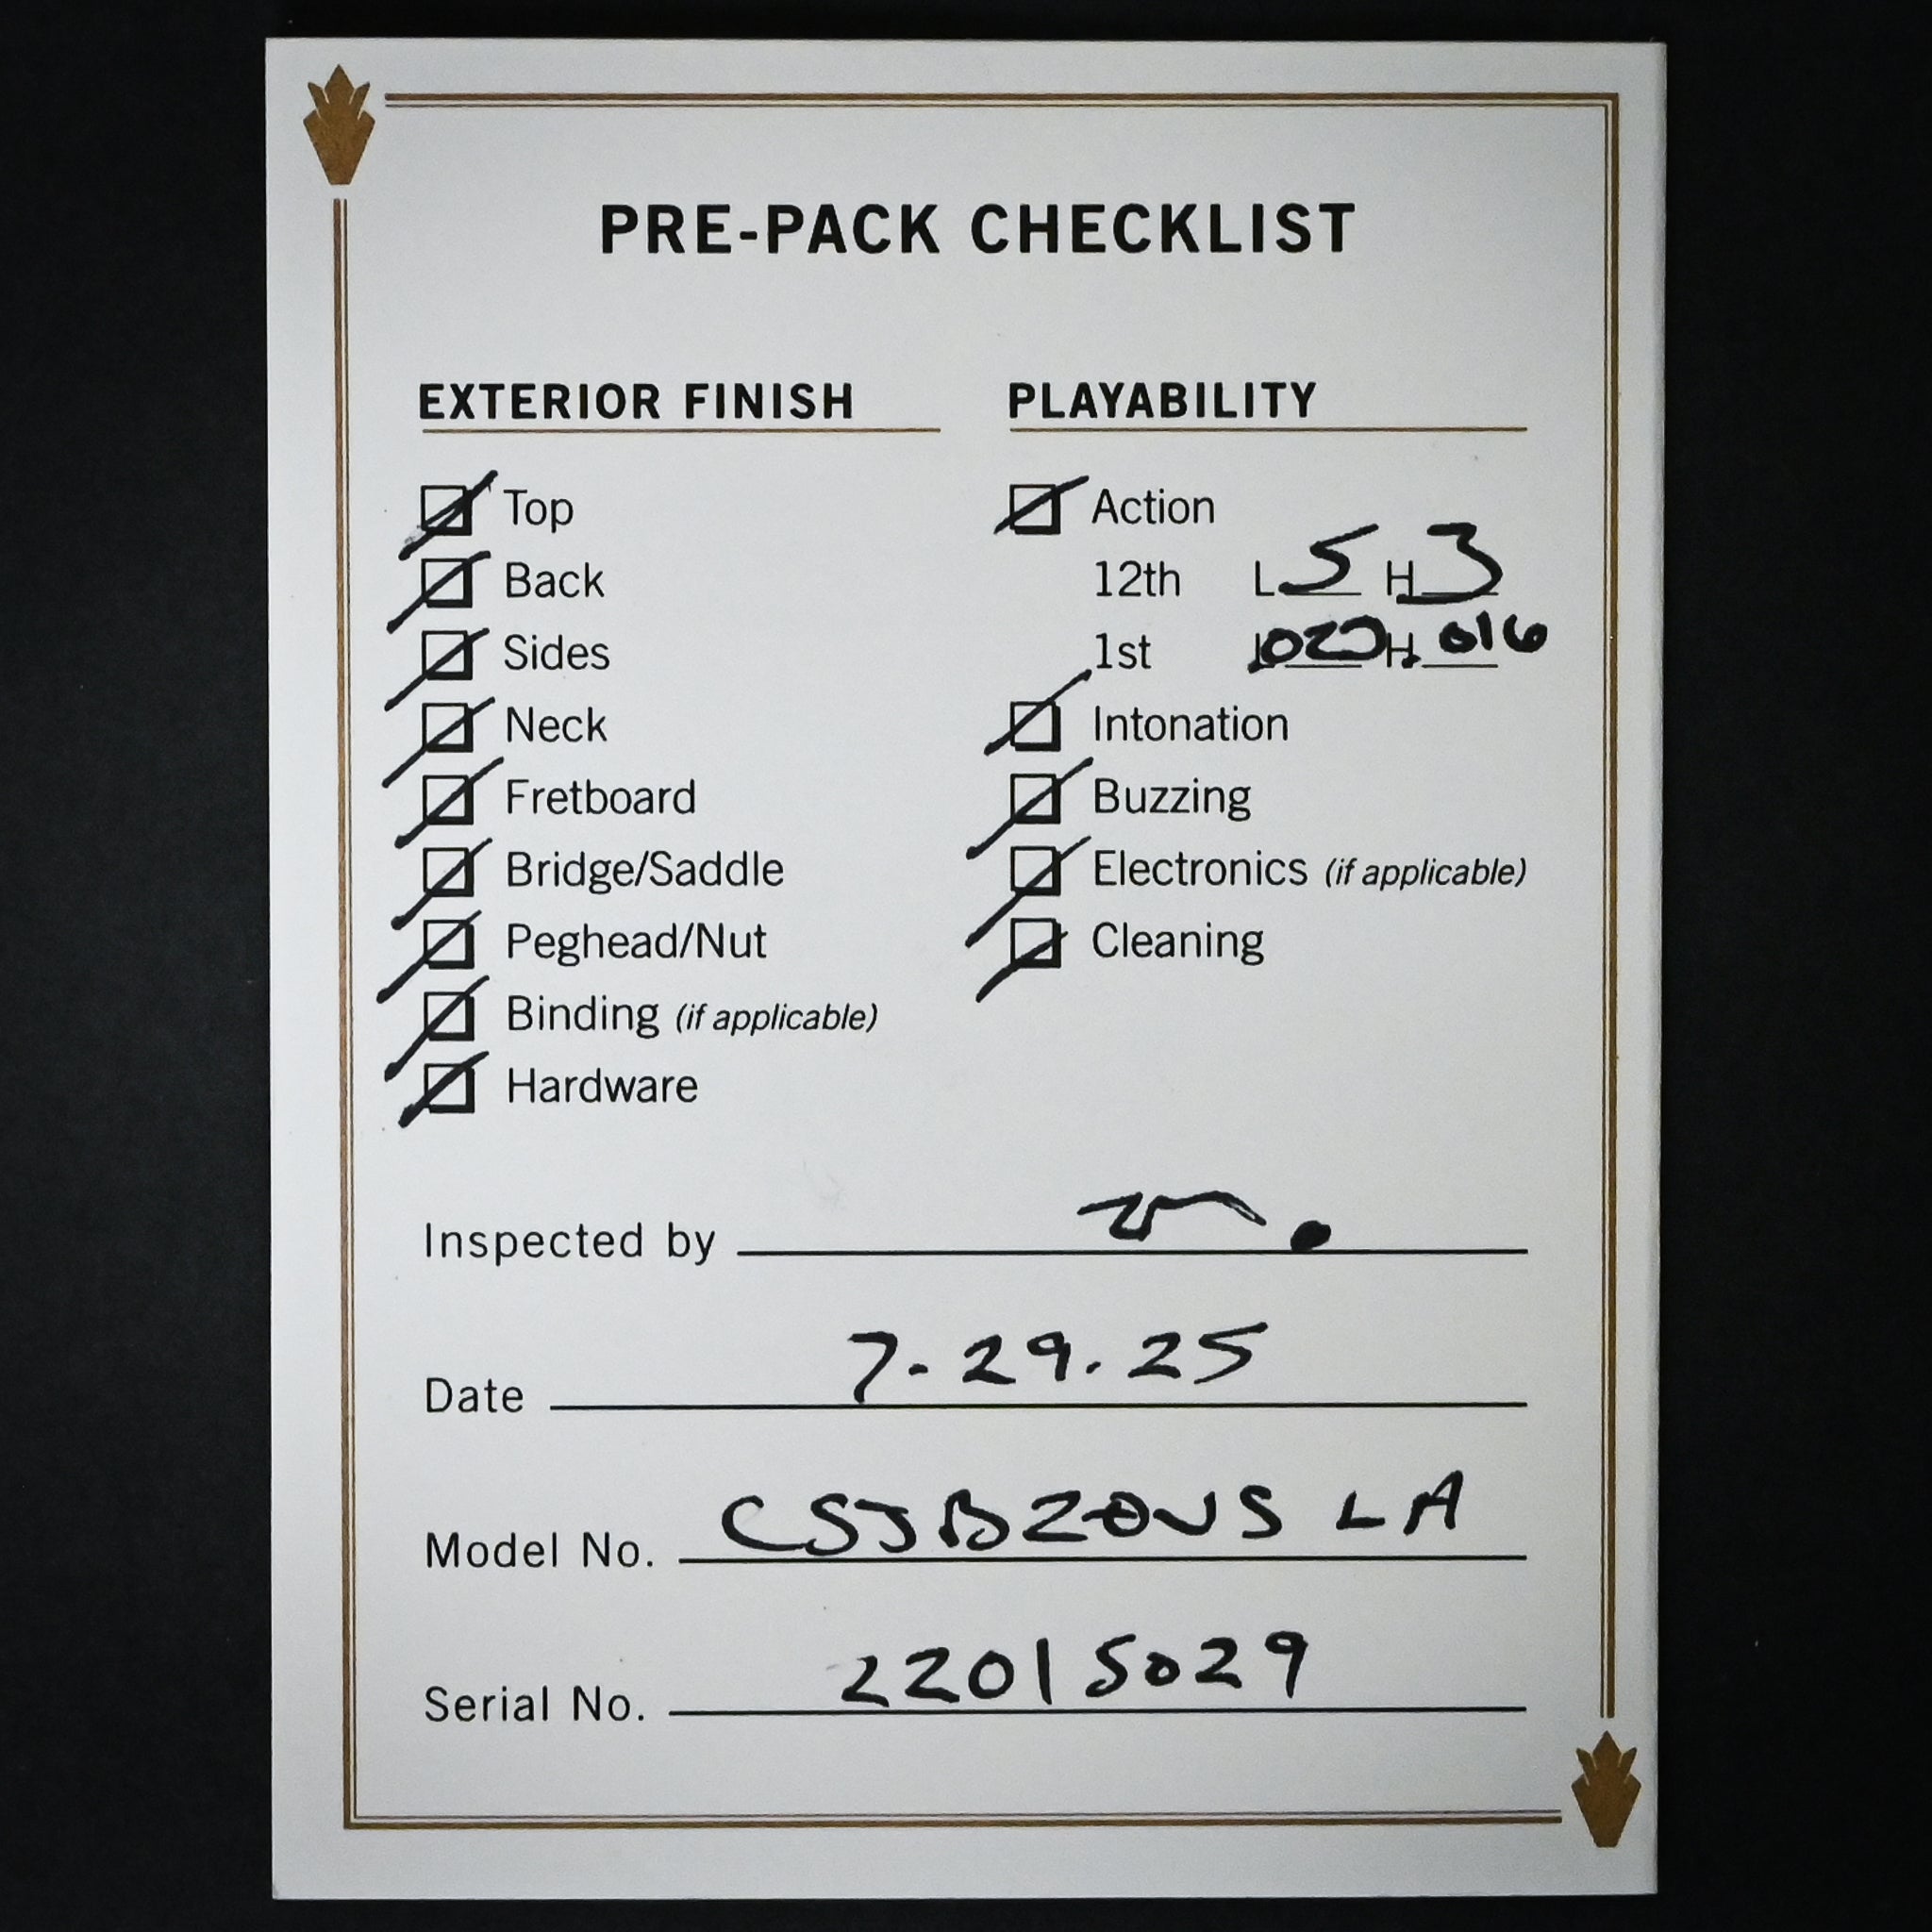 PRE-PACK CHECKLIST
EXTERIOR FINISH
Top
Back
Sides
Neck
Fretboard
Bridge/Saddle
Peghead/Nut
Binding (if applicable)
Hardware
PLAYABILITY
Action
12th L 5 H 3
1st H 016
Intonation
Buzzing
Electronics (if applicable)
Cleaning
Inspected by
Date 7-29.25
Model No. CSJB20VS LA
Serial No. 22015029